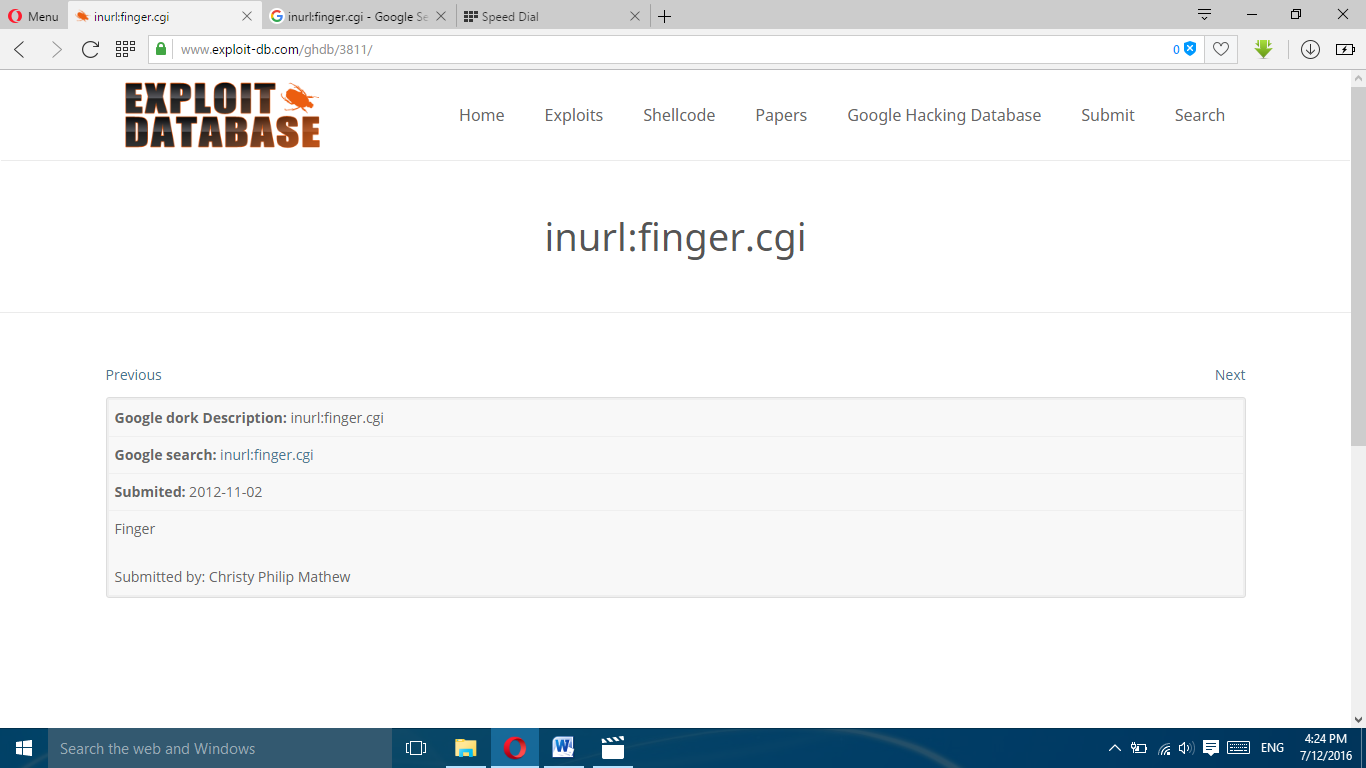 Menu
inurl:finger.cgi
inurl:finger.cgi - Google Se
Speed Dial
www.exploit-db.com/ghdb/3811/
0
EXPLOIT
DATABASE
Home
Exploits
Shellcode
Papers
Google Hacking Database
Submit
Search
inurl:finger.cgi
Previous
Next
Google dork Description: inurl:finger.cgi
Google search: inurl:finger.cgi
Submited: 2012-11-02
Finger
Submitted by: Christy Philip Mathew
Search the web and Windows
ENG
4:24 PM
7/12/2016